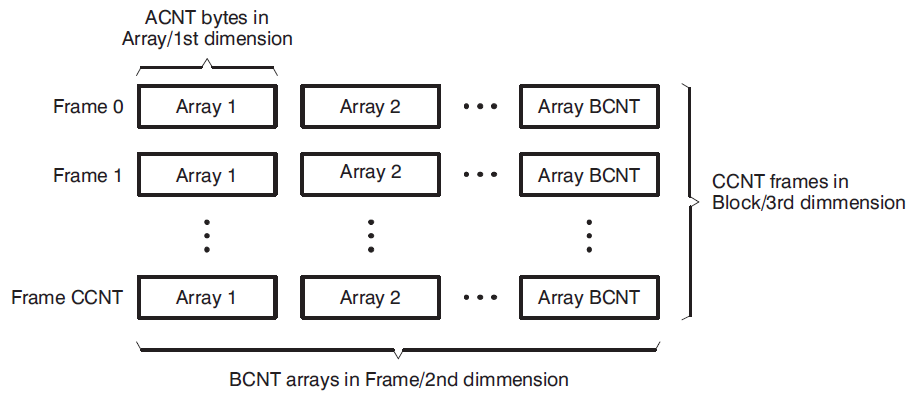 ACNT bytes in
Array/1st dimension
Frame 0 Array 1 Array 2 Array BCNT
Frame 1 Array 1 Array 2 Array BCNT
CCNT frames in
Block/3rd dimmension
Frame CCNT Array 1 Array 2 Array BCNT
BCNT arrays in Frame/2nd dimmension